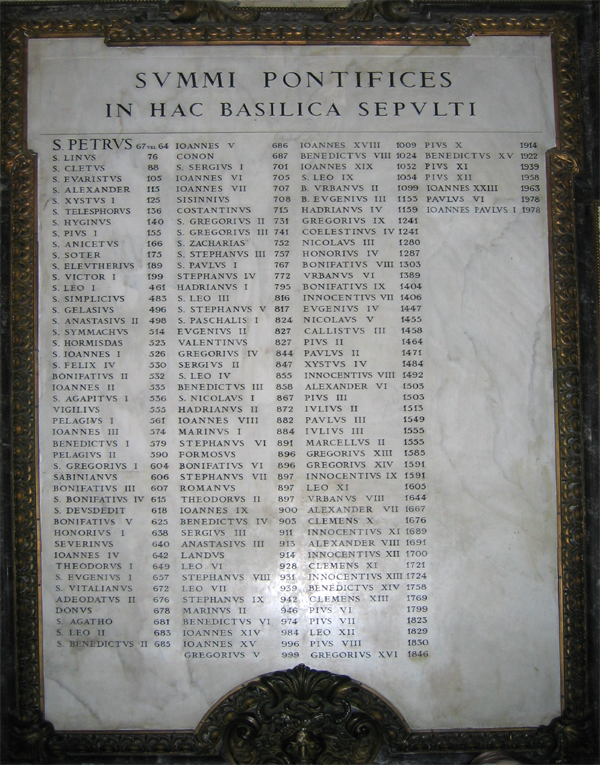 SVMMI PONTIFICES
IN HAC BASILICA SEPVLTI
S. PETRVS 67 VEL 64
S. LINVS 76
S. CLETVS 88
S. EVARISTVS 105
S. ALEXANDER 115
S. XYSTVS I 125
S. TELESPHORVS 136
S. HYGINVS 140
S. PIVS I 155
S. ANICETVS 166
S. SOTER 175
S. ELEVTHERIVS 189
S. VICTOR I 199
S. LEO I 461
S. SIMPLICIVS 483
S. GELASIVS 496
S. ANASTASIVS II 498
S. SYMMACHVS 514
S. HORMISDAS 523
S. IOANNES I 526
S. FELIX IV 530
BONIFATIVS II 532
IOANNES II 535
S. AGAPITVS I 536
VIGILIVS 555
PELAGIVS I 561
IOANNES III 574
BENEDICTVS I 579
PELAGIVS II 590
S. GREGORIVS I 604
SABINIANVS 606
BONIFATIVS III 607
S. BONIFATIVS IV 615
S. DEVSDEDIT 618
BONIFATIVS V 625
HONORIVS I 638
SEVERINVS 640
IOANNES IV 642
THEODORVS I 649
S. EVGENIVS I 657
S. VITALIANVS 672
ADEODATVS II 676
DONVS 678
S. AGATHO 681
S. LEO II 683
S. BENEDICTVS II 685
IOANNES V 686
CONON 687
S. SERGIVS I 701
IOANNES VI 705
IOANNES VII 707
SISINNIVS 708
COSTANTINVS 715
S. GREGORIVS II 731
S. GREGORIVS III 741
S. ZACHARIAS 752
S. STEPHANVS III 757
S. PAVLVS I 767
STEPHANVS IV 772
HADRIANVS I 795
S. LEO III 816
S. STEPHANVS V 817
S. PASCHALIS I 824
EVGENIVS II 827
VALENTINVS 827
GREGORIVS IV 844
SERGIVS II 847
S. LEO IV 855
BENEDICTVS III 858
S. NICOLAVS I 867
HADRIANVS II 872
IOANNES VIII 882
MARINVS I 884
STEPHANVS VI 891
FORMOSVS 896
BONIFATIVS VI 896
STEPHANVS VII 897
ROMANVS 897
THEODORVS II 897
IOANNES IX 900
BENEDICTVS IV 903
SERGIVS III 911
ANASTASIVS III 913
LANDVS 914
LEO VI 928
STEPHANVS VIII 931
LEO VII 939
STEPHANVS IX 942
MARINVS II 946
BENEDICTVS VI 974
IOANNES XIV 984
IOANNES XV 996
GREGORIVS V 999
IOANNES XVIII 1009
BENEDICTVS VIII 1024
IOANNES XIX 1032
S. LEO IX 1054
B. VRBANVS II 1099
B. EVGENIVS III 1153
HADRIANVS IV 1159
GREGORIVS IX 1241
COELESTINVS IV 1241
NICOLAVS III 1280
HONORIVS IV 1287
BONIFATIVS VIII 1303
VRBANVS VI 1389
BONIFATIVS IX 1404
INNOCENTIVS VII 1406
EVGENIVS IV 1447
NICOLAVS V 1455
CALLISTVS III 1458
PIVS II 1464
PAVLVS II 1471
XYSTVS IV 1484
INNOCENTIVS VIII 1492
ALEXANDER VI 1503
PIVS III 1503
IVLIVS II 1513
PAVLVS III 1549
IVLIVS III 1555
MARCELLVS II 1555
GREGORIVS XIII 1585
GREGORIVS XIV 1591
INNOCENTIVS IX 1591
LEO XI 1605
VRBANVS VIII 1644
ALEXANDER VII 1667
CLEMENS X 1676
INNOCENTIVS XI 1689
ALEXANDER VIII 1691
INNOCENTIVS XII 1700
CLEMENS XI 1721
INNOCENTIVS XIII 1724
BENEDICTVS XIV 1758
CLEMENS XIII 1769
PIVS VI 1799
PIVS VII 1823
LEO XII 1829
PIVS VIII 1830
GREGORIVS XVI 1846
PIVS X 1914
BENEDICTVS XV 1922
PIVS XI 1939
PIVS XII 1958
IOANNES XXIII 1963
PAVLVS VI 1978
IOANNES PAVLVS I 1978